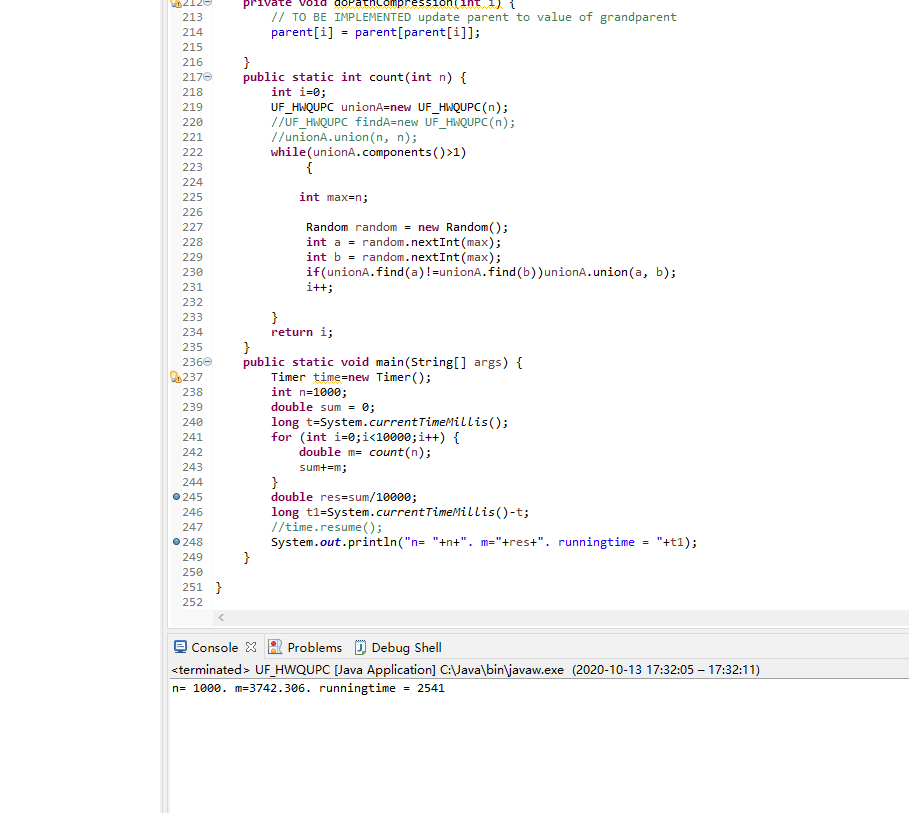 212 private void doPathCompression(int i) {
213 // TO BE IMPLEMENTED update parent to value of grandparent
214 parent[i] = parent[parent[i]];
215
216 }
217 public static int count(int n) {
218 int i=0;
219 UF_HWQUPC unionA=new UF_HWQUPC(n);
220 //UF_HWQUPC findA=new UF_HWQUPC(n);
221 //unionA.union(n, n);
222 while(unionA.components()>1)
223 {
224
225 int max=n;
226
227 Random random = new Random();
228 int a = random.nextInt(max);
229 int b = random.nextInt(max);
230 if(unionA.find(a)!=unionA.find(b))unionA.union(a, b);
231 i++;
232
233 }
234 return i;
235 }
236 public static void main(String[] args) {
237 Timer time=new Timer();
238 int n=1000;
239 double sum = 0;
240 long t=System.currentTimeMillis();
241 for (int i=0;i<10000;i++) {
242 double m= count(n);
243 sum+=m;
244 }
245 double res=sum/10000;
246 long t1=System.currentTimeMillis()-t;
247 //time.resume();
248 System.out.println("n= "+n+". m="+res+". runningtime = "+t1);
249 }
250
251 }
252
Console Problems Debug Shell
<terminated> UF_HWQUPC [Java Application] C:\Java\bin\javaw.exe (2020-10-13 17:32:05 – 17:32:11)
n= 1000. m=3742.306. runningtime = 2541